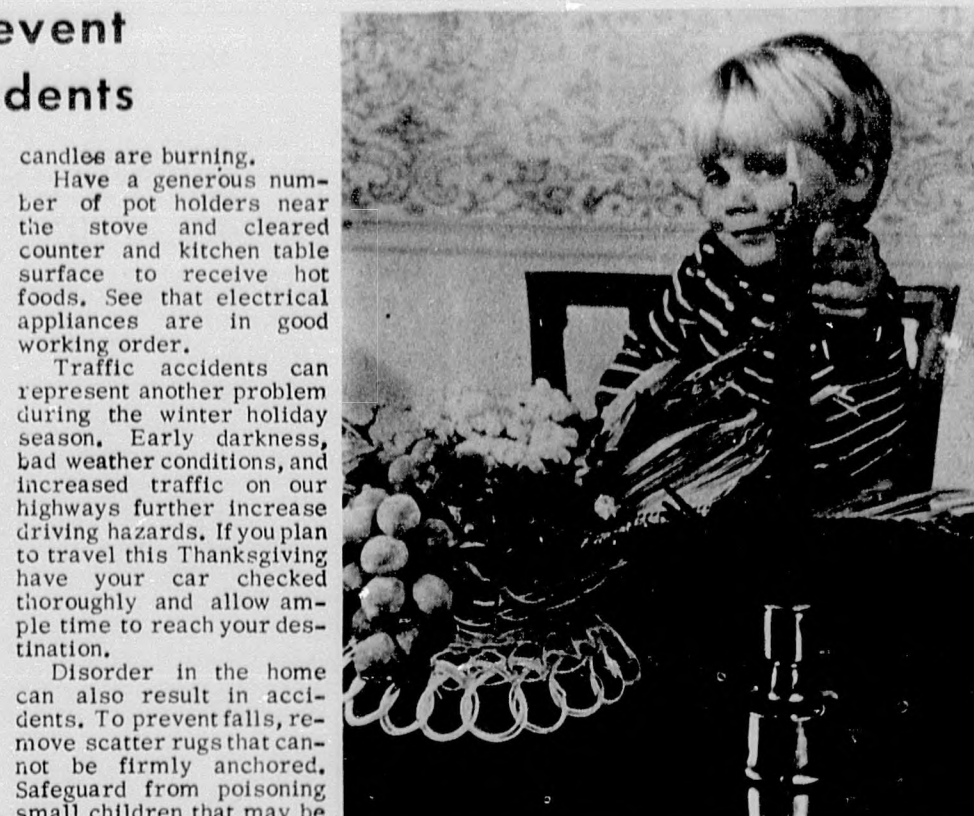 event
dents
candles are burning.
Have a generous num-
ber of pot holders near
the stove and cleared
counter and kitchen table
surface to receive hot
foods. See that electrical
appliances are in good
working order.
Traffic accidents can
represent another problem
during the winter holiday
season. Early darkness,
bad weather conditions, and
increased traffic on our
highways further increase
driving hazards. If you plan
to travel this Thanksgiving
have your car checked
thoroughly and allow am-
ple time to reach your des-
tination.
Disorder in the home
can also result in acci-
dents. To prevent falls, re-
move scatter rugs that can-
not be firmly anchored.
Safeguard from poisoning
small children that may be